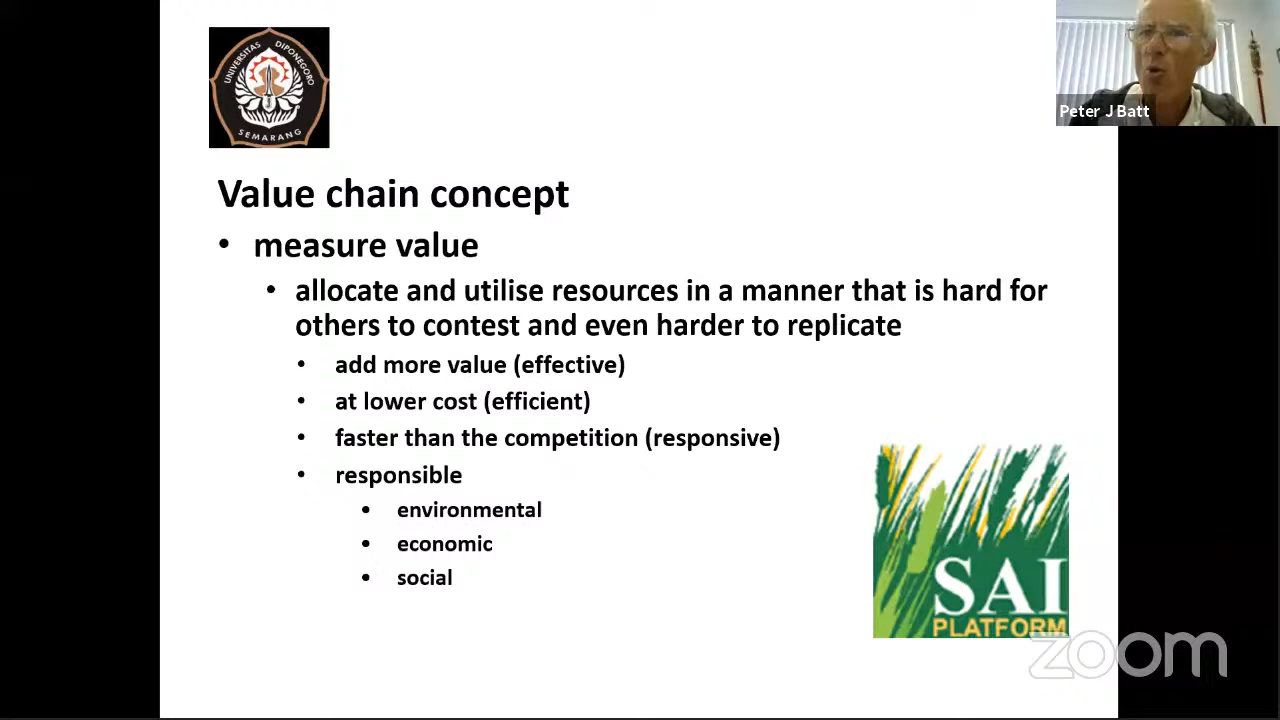 UNIVERSITAS DIPONEGORO
SEMARANG
Peter J Batt
Value chain concept
• measure value
• allocate and utilise resources in a manner that is hard for
others to contest and even harder to replicate
• add more value (effective)
• at lower cost (efficient)
• faster than the competition (responsive)
• responsible
• environmental
• economic
• social
SAI
PLATFORM
zoom